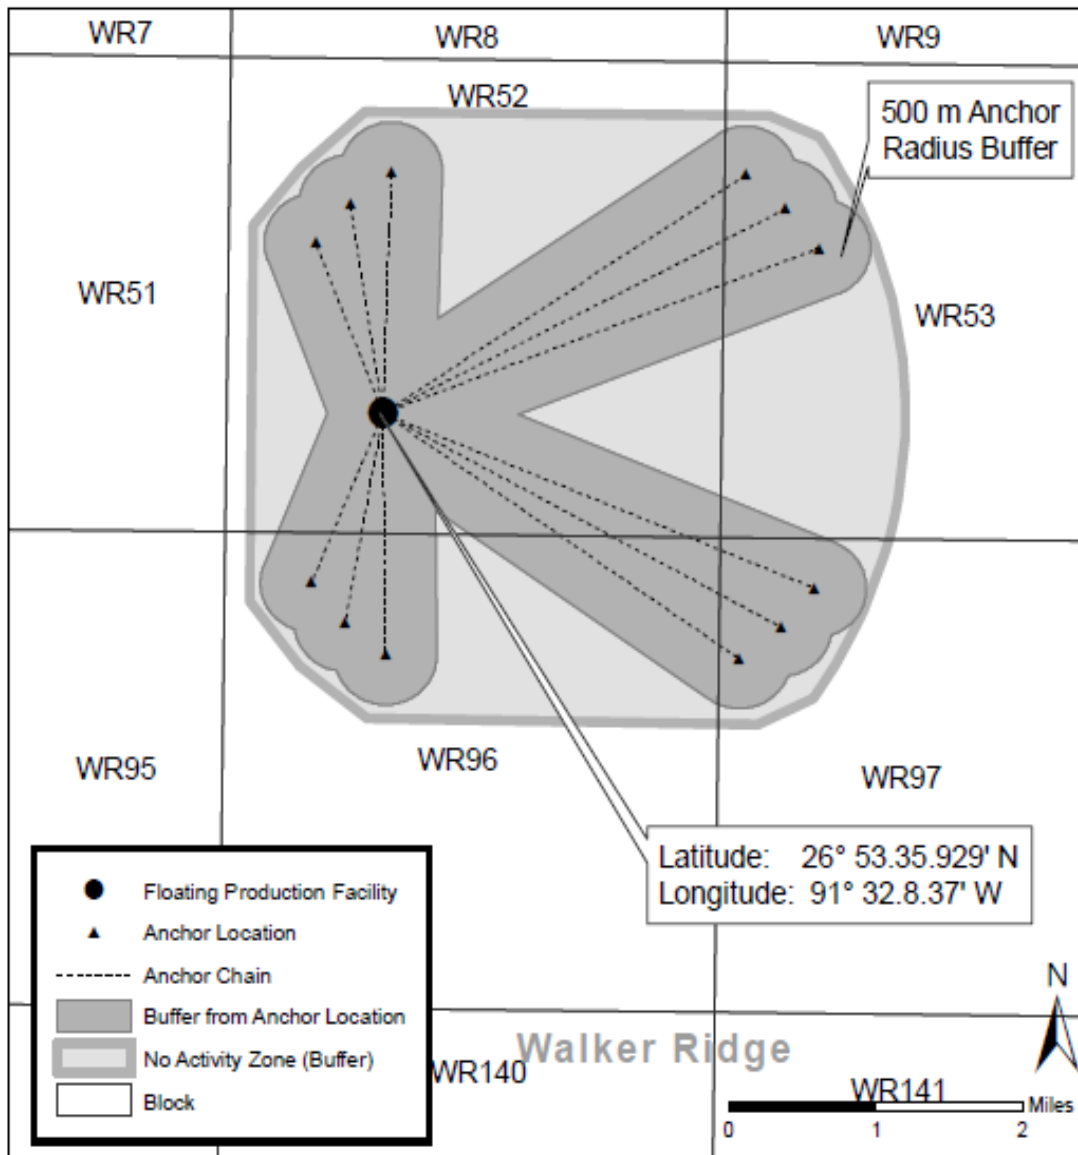 WR7
WR8
WR9
WR52
500 m Anchor
Radius Buffer
WR51
WR53
WR95
WR96
WR97
Latitude: 26° 53.35.929' N
Longitude: 91° 32.8.37' W
Floating Production Facility
Anchor Location
Anchor Chain
Buffer from Anchor Location
No Activity Zone (Buffer)
Block
N
Walker Ridge
WR140
WR141
Miles
0 1 2